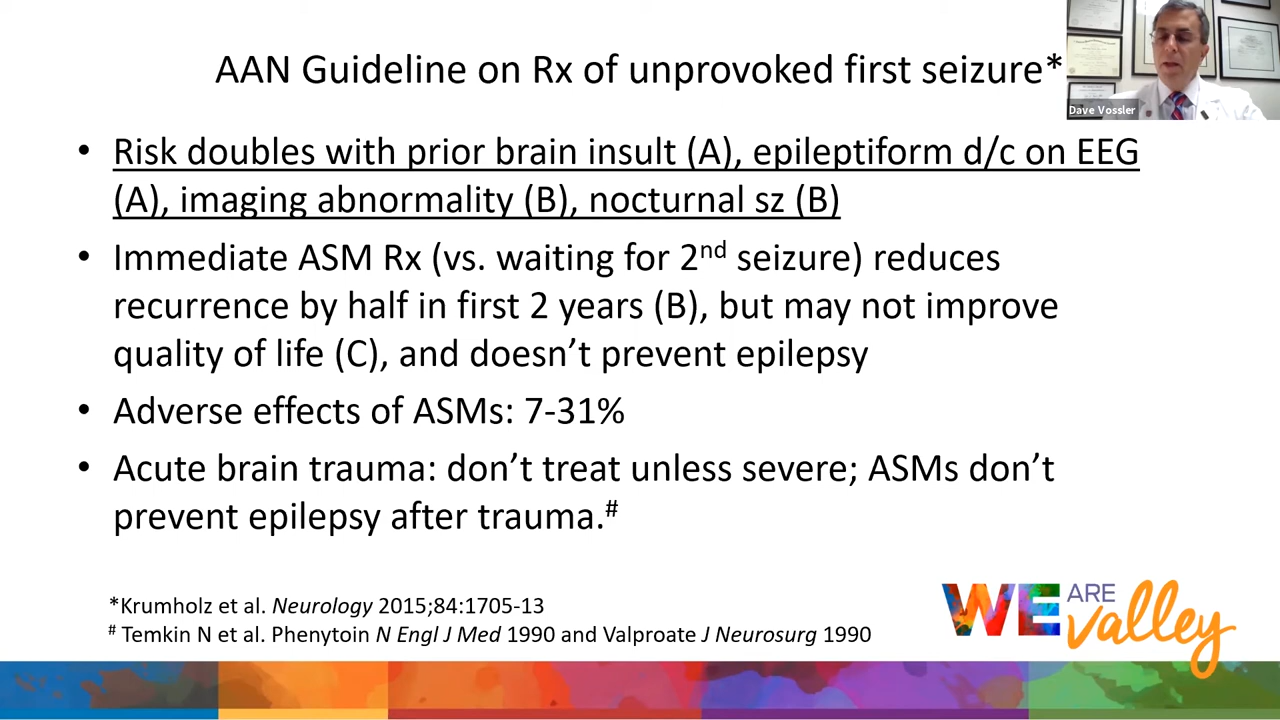 AAN Guideline on Rx of unprovoked first seizure*
Dave Vossler
• Risk doubles with prior brain insult (A), epileptiform d/c on EEG
(A), imaging abnormality (B), nocturnal sz (B)
• Immediate ASM Rx (vs. waiting for 2nd seizure) reduces
recurrence by half in first 2 years (B), but may not improve
quality of life (C), and doesn’t prevent epilepsy
• Adverse effects of ASMs: 7-31%
• Acute brain trauma: don’t treat unless severe; ASMs don’t
prevent epilepsy after trauma.#
*Krumholz et al. Neurology 2015;84:1705-13
# Temkin N et al. Phenytoin N Engl J Med 1990 and Valproate J Neurosurg 1990
WE ARE valley